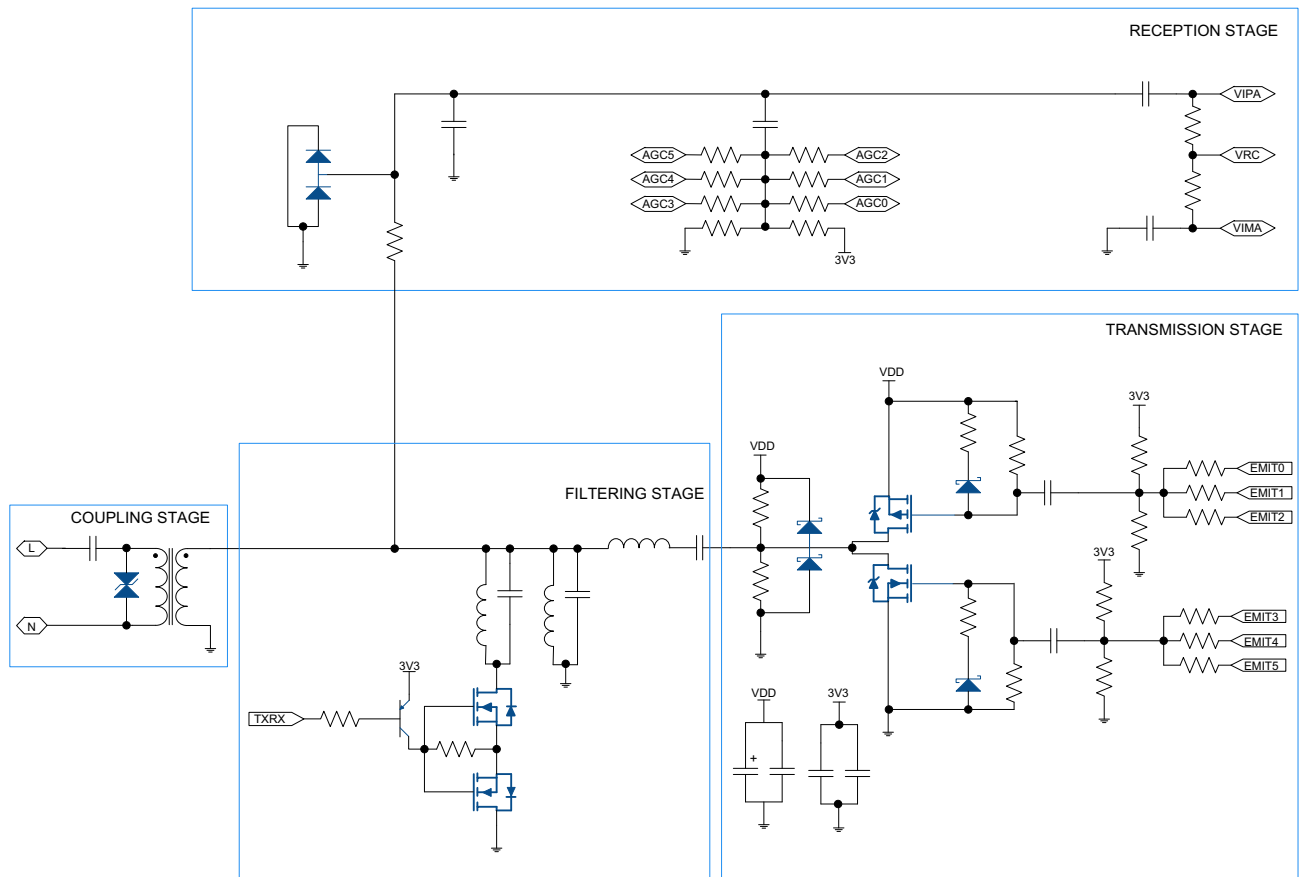 RECEPTION STAGE
VIPA
AGC5
AGC2
VRC
AGC4
AGC1
AGC3
AGC0
VIMA
3V3
TRANSMISSION STAGE
VDD
3V3
VDD
EMIT0
FILTERING STAGE
EMIT1
COUPLING STAGE
EMIT2
L
3V3
N
EMIT3
EMIT4
3V3
EMIT5
VDD
3V3
TXRX
+